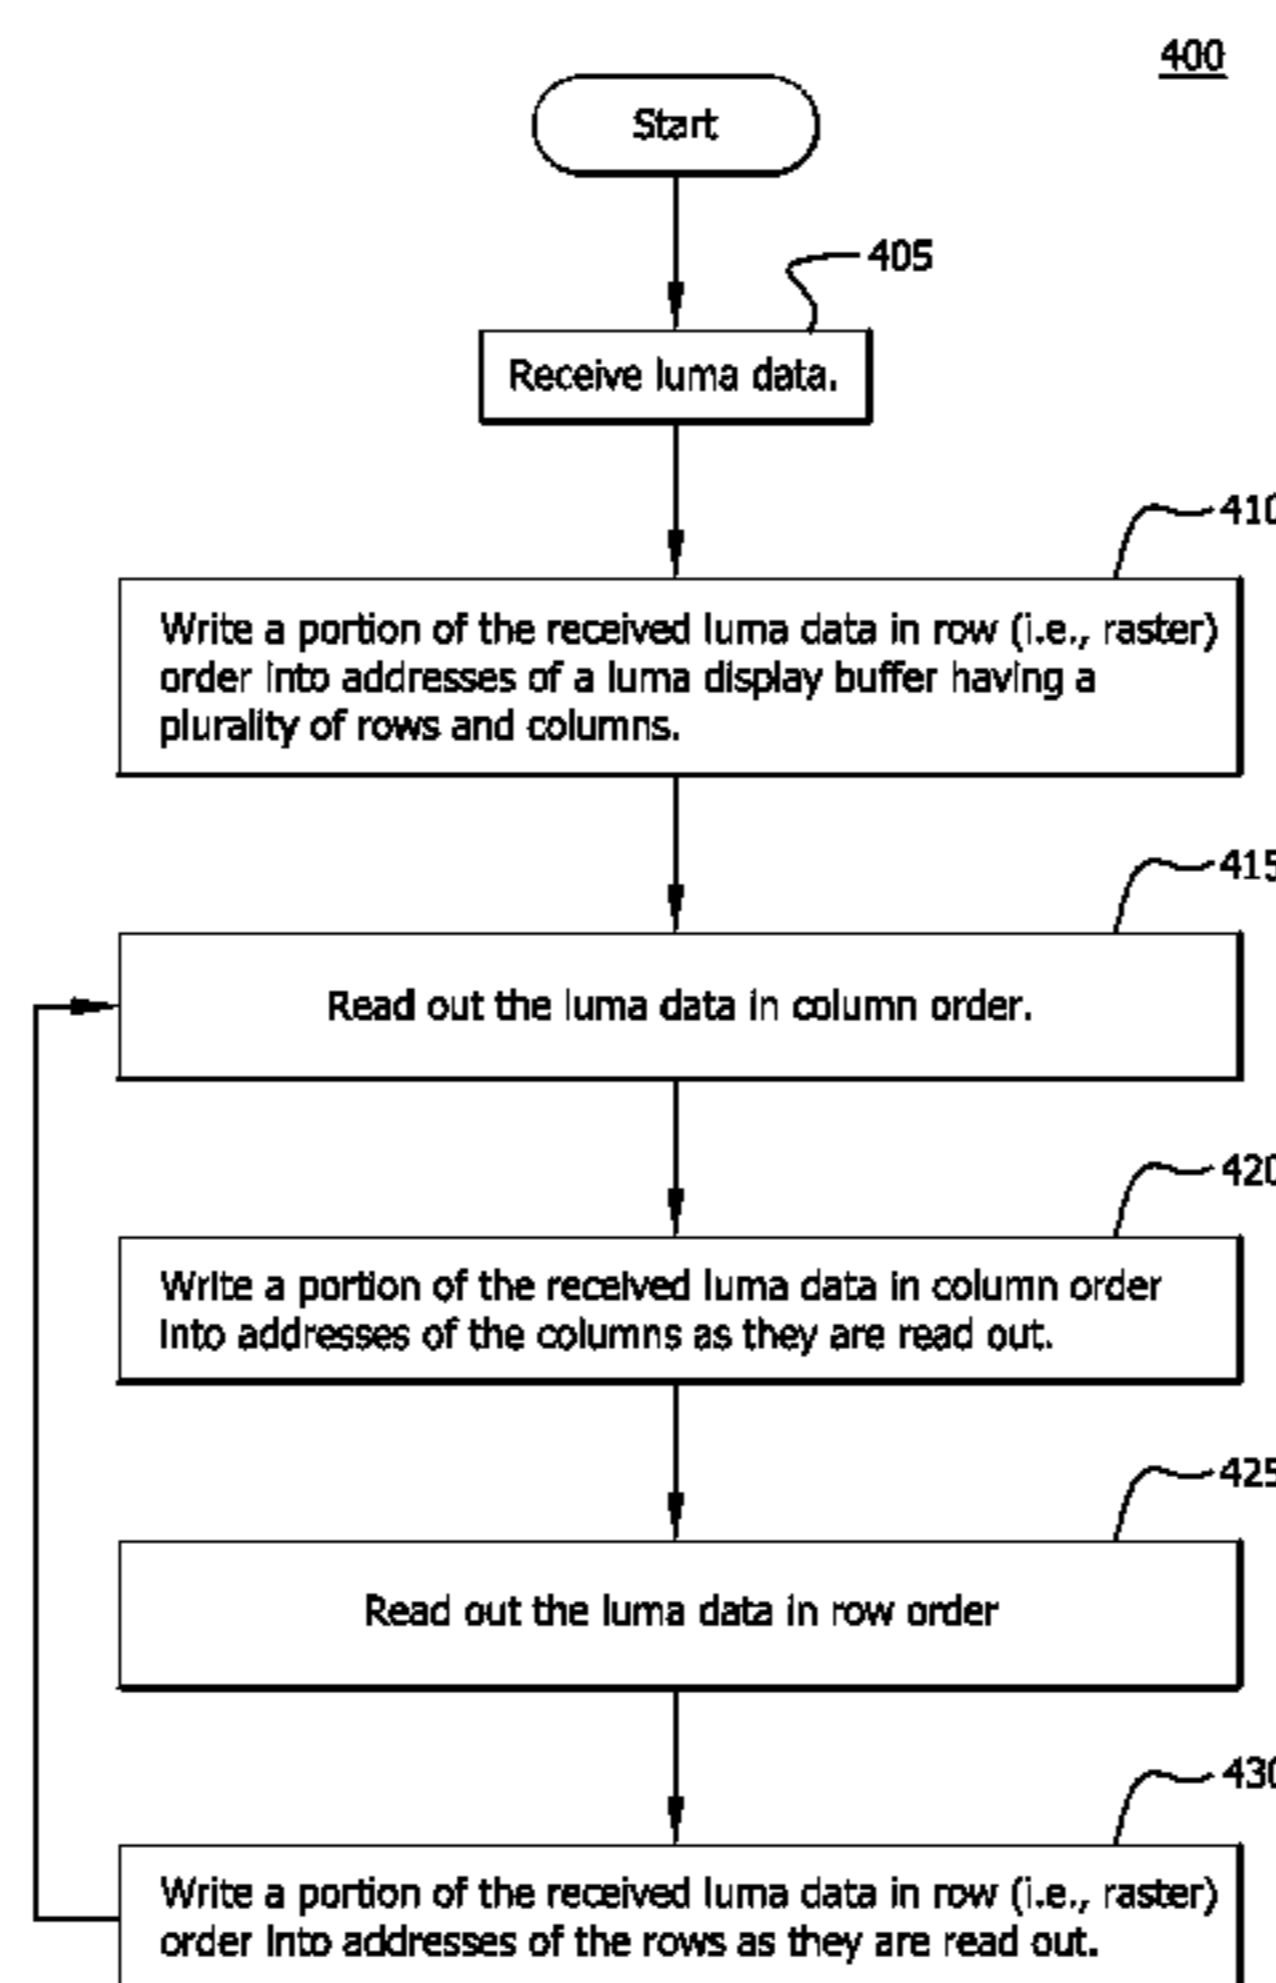 400
Start
405
Receive luma data.
410
Write a portion of the received luma data in row (i.e., raster)
order into addresses of a luma display buffer having a
plurality of rows and columns.
415
Read out the luma data in column order.
420
Write a portion of the received luma data in column order
into addresses of the columns as they are read out.
425
Read out the luma data in row order
430
Write a portion of the received luma data in row (i.e., raster)
order into addresses of the rows as they are read out.